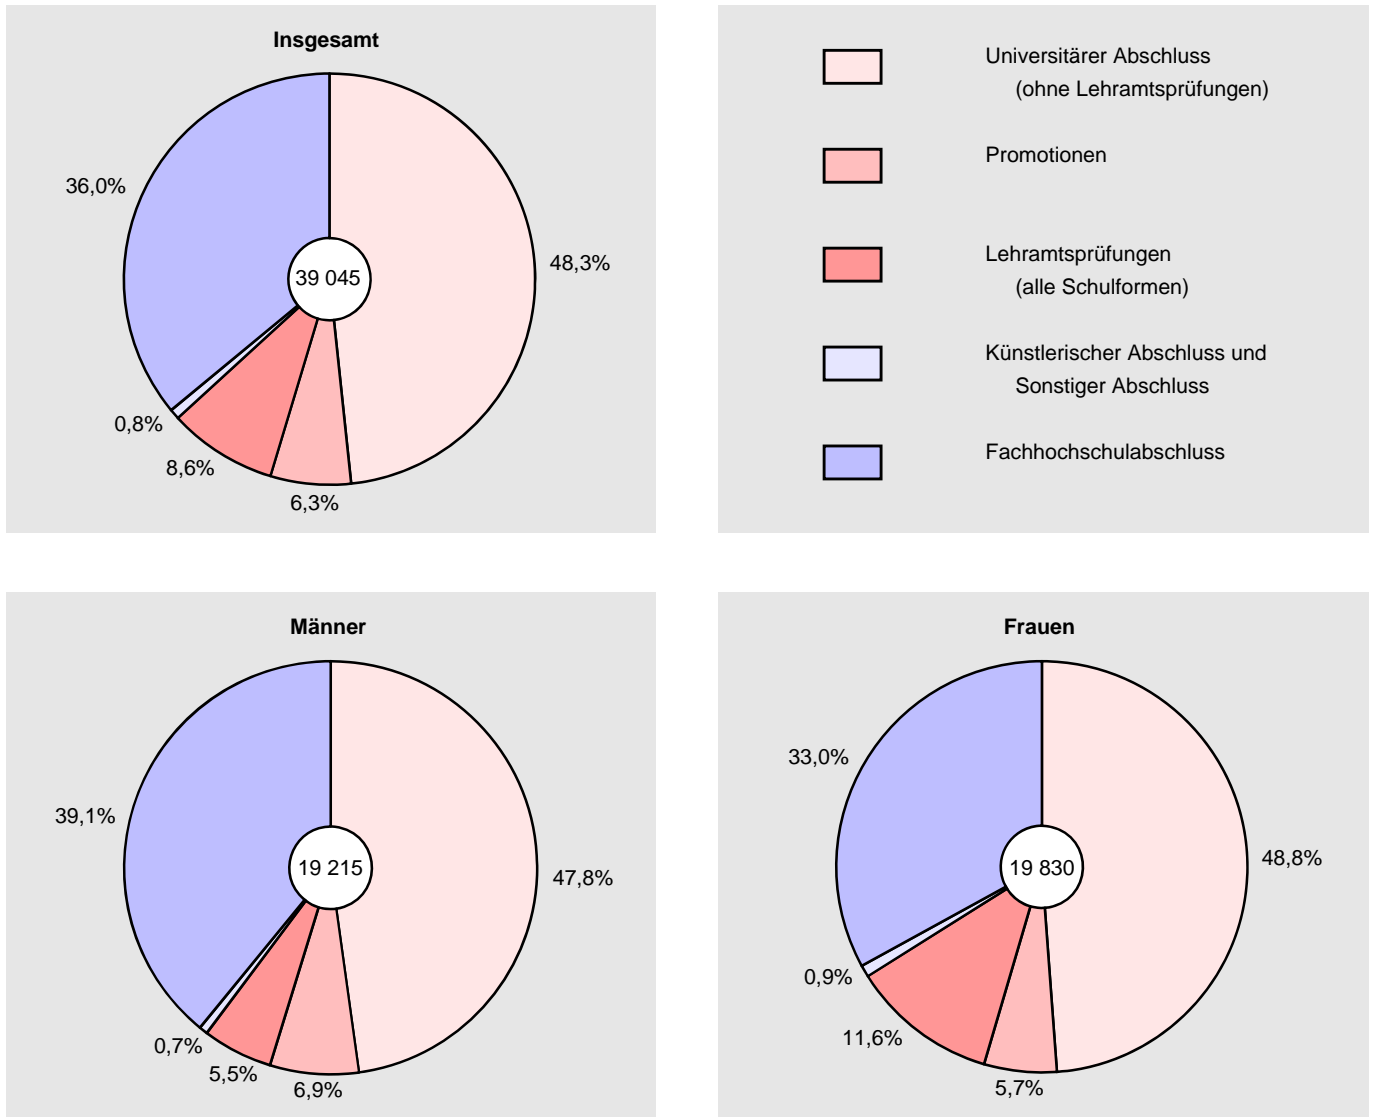 Insgesamt
36,0%
48,3%
39 045
0,8%
8,6%
6,3%
Universitärer Abschluss
(ohne Lehramtsprüfungen)
Promotionen
Lehramtsprüfungen
(alle Schulformen)
Künstlerischer Abschluss und
Sonstiger Abschluss
Fachhochschulabschluss
Männer
39,1%
19 215
47,8%
0,7%
5,5%
6,9%
Frauen
33,0%
48,8%
19 830
0,9%
11,6%
5,7%